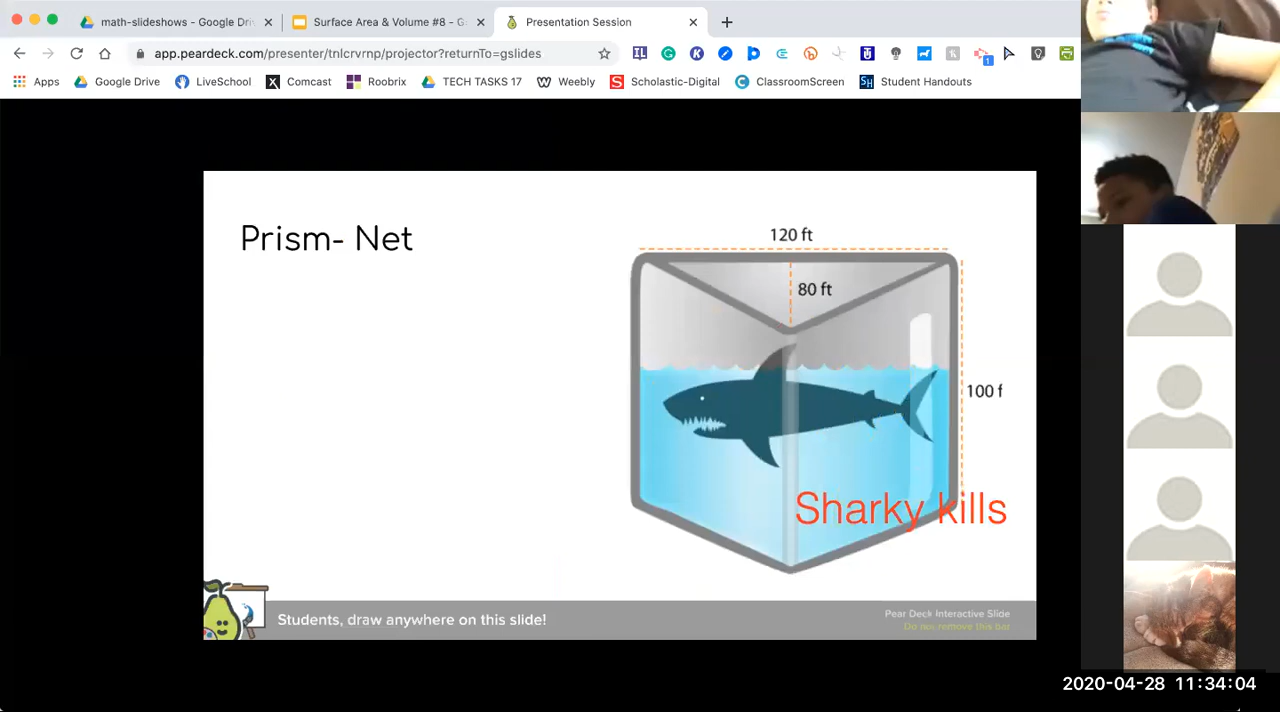 math-slideshows - Google Dri
Surface Area & Volume #8 - G
Presentation Session
app.peardeck.com/presenter/tnlcrvrnp/projector?returnTo=gslides
Apps
Google Drive
LiveSchool
Comcast
Roobrix
TECH TASKS 17
Weebly
Scholastic-Digital
ClassroomScreen
Student Handouts
Prism- Net
120 ft
80 ft
100 f
Sharky kills
Students, draw anywhere on this slide!
Pear Deck Interactive Slide
Do not remove this bar
2020-04-28 11:34:04